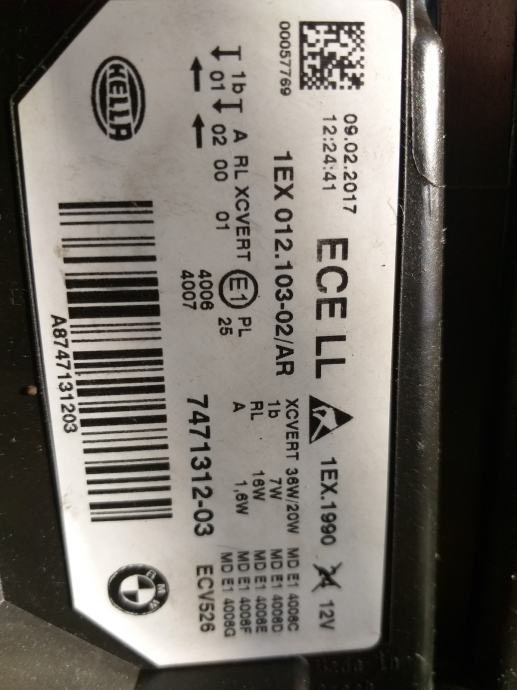 00057769
09.02.2017
12:24:41
ECE LL
1EX.1990
12V
1EX 012.103-02/AR
XCVERT 36W/20W MD E1 4008C
1b 7W MD E1 4008D
RL 16W MD E1 4008E
A 1,6W MD E1 4008F
MD E1 4008G
1b A RL XCVERT E1 PL
01 02 00 01 25
4006
4007
7471312-03 ECV526
HELLA
A8747131203
BMW